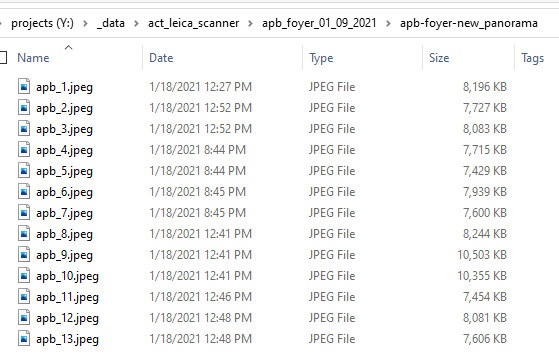 projects (Y:) > _data > act_leica_scanner > apb_foyer_01_09_2021 > apb-foyer-new_panorama
Name Date Type Size Tags
apb_1.jpeg 1/18/2021 12:27 PM JPEG File 8,196 KB
apb_2.jpeg 1/18/2021 12:52 PM JPEG File 7,727 KB
apb_3.jpeg 1/18/2021 12:52 PM JPEG File 8,083 KB
apb_4.jpeg 1/18/2021 8:44 PM JPEG File 7,715 KB
apb_5.jpeg 1/18/2021 8:44 PM JPEG File 7,429 KB
apb_6.jpeg 1/18/2021 8:45 PM JPEG File 7,939 KB
apb_7.jpeg 1/18/2021 8:45 PM JPEG File 7,600 KB
apb_8.jpeg 1/18/2021 12:41 PM JPEG File 8,244 KB
apb_9.jpeg 1/18/2021 12:41 PM JPEG File 10,503 KB
apb_10.jpeg 1/18/2021 12:41 PM JPEG File 10,355 KB
apb_11.jpeg 1/18/2021 12:46 PM JPEG File 7,454 KB
apb_12.jpeg 1/18/2021 12:48 PM JPEG File 8,081 KB
apb_13.jpeg 1/18/2021 12:48 PM JPEG File 7,606 KB